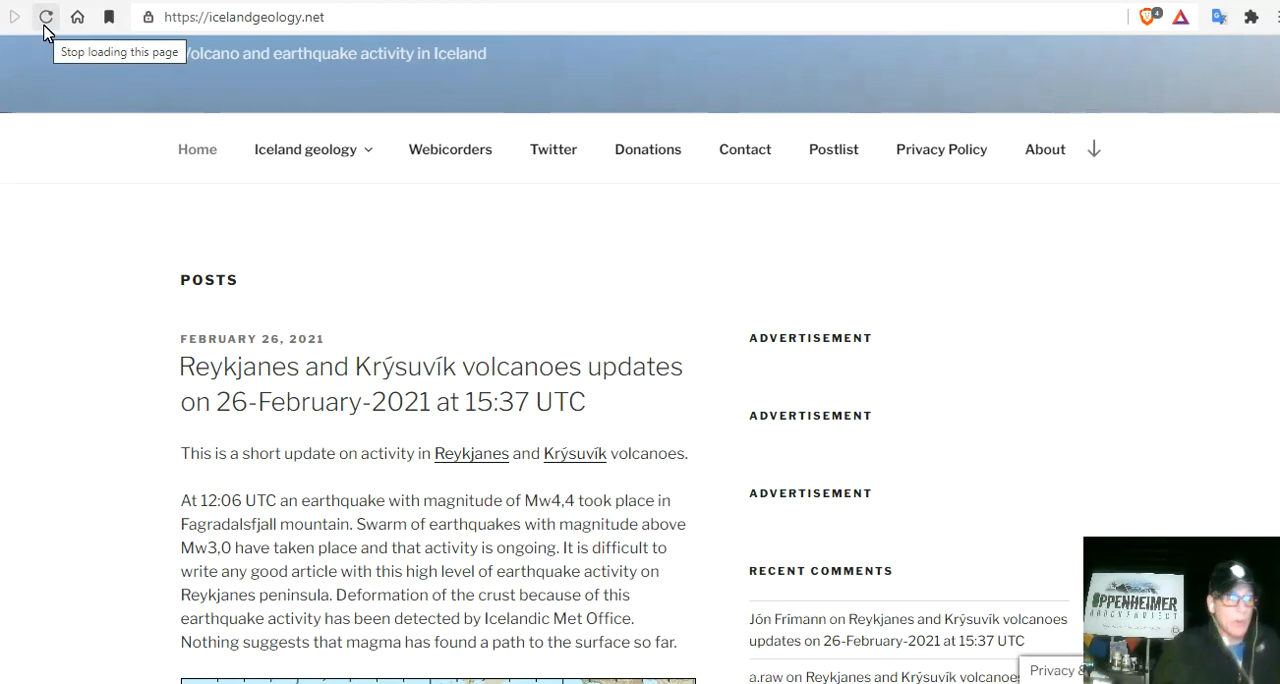 https://icelandgeology.net
4
Stop loading this page
Volcano and earthquake activity in Iceland
Home
Iceland geology
Webicorders
Twitter
Donations
Contact
Postlist
Privacy Policy
About
POSTS
FEBRUARY 26, 2021
Reykjanes and Krýsuvík volcanoes updates
on 26-February-2021 at 15:37 UTC
This is a short update on activity in Reykjanes and Krýsuvík volcanoes.
At 12:06 UTC an earthquake with magnitude of Mw4,4 took place in
Fagradalsfjall mountain. Swarm of earthquakes with magnitude above
Mw3,0 have taken place and that activity is ongoing. It is difficult to
write any good article with this high level of earthquake activity on
Reykjanes peninsula. Deformation of the crust because of this
earthquake activity has been detected by Icelandic Met Office.
Nothing suggests that magma has found a path to the surface so far.
ADVERTISEMENT
ADVERTISEMENT
ADVERTISEMENT
RECENT COMMENTS
Jón Frímann on Reykjanes and Krýsuvík volcanoes
updates on 26-February-2021 at 15:37 UTC
a.raw on Reykjanes and Krýsuvík volcanoes
Privacy &
OPPENHEIMER
RANCH PROJECT